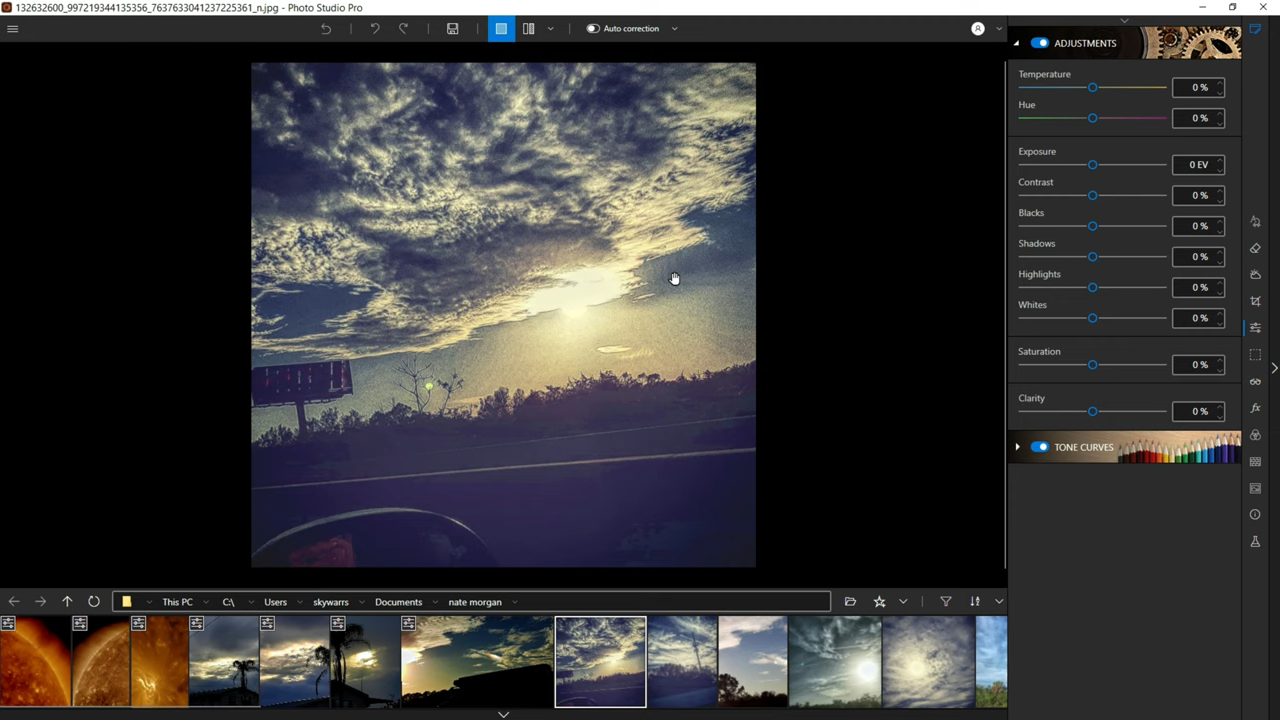 132632600_997219344135356_7637633041237225361_n.jpg - Photo Studio Pro
Auto correction
ADJUSTMENTS
Temperature
0 %
Hue
0 %
Exposure
0 EV
Contrast
0 %
Blacks
0 %
Shadows
0 %
Highlights
0 %
Whites
0 %
Saturation
0 %
Clarity
0 %
TONE CURVES
This PC C:\ Users skywarrs Documents nate morgan